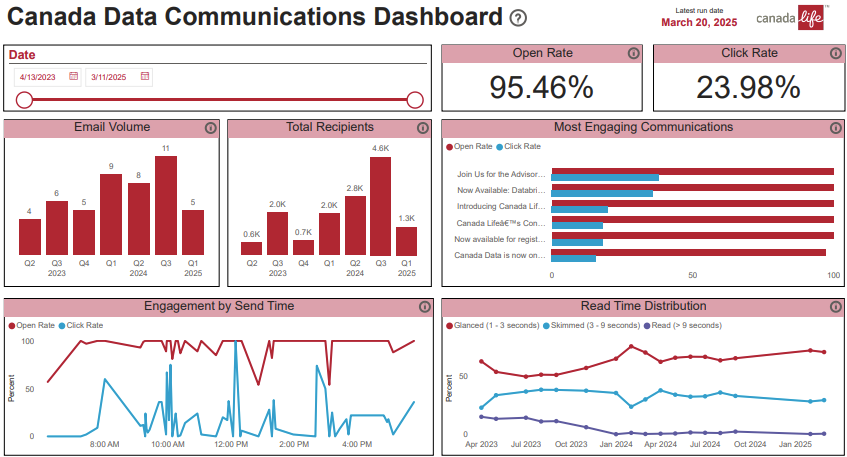 Canada Data Communications Dashboard ?
Latest run date
March 20, 2025
canada life™
Date
4/13/2023 3/11/2025
Open Rate
95.46%
Click Rate
23.98%
Email Volume
4 6 5 9 8 11 5
Q2 Q3 Q4 Q1 Q2 Q3 Q1
2023 2024 2025
Total Recipients
0.6K 2.0K 0.7K 2.0K 2.8K 4.6K 1.3K
Q2 Q3 Q4 Q1 Q2 Q3 Q1
2023 2024 2025
Most Engaging Communications
Open Rate Click Rate
Join Us for the Advisor...
Now Available: Databri...
Introducing Canada Lif...
Canada Lifeâ€™s Con...
Now available for regist...
Canada Data is now on...
0 50 100
Engagement by Send Time
Open Rate Click Rate
Percent
100
50
0
8:00 AM 10:00 AM 12:00 PM 2:00 PM 4:00 PM
Read Time Distribution
Glanced (1 - 3 seconds) Skimmed (3 - 9 seconds) Read (> 9 seconds)
Percent
50
0
Apr 2023 Jul 2023 Oct 2023 Jan 2024 Apr 2024 Jul 2024 Oct 2024 Jan 2025